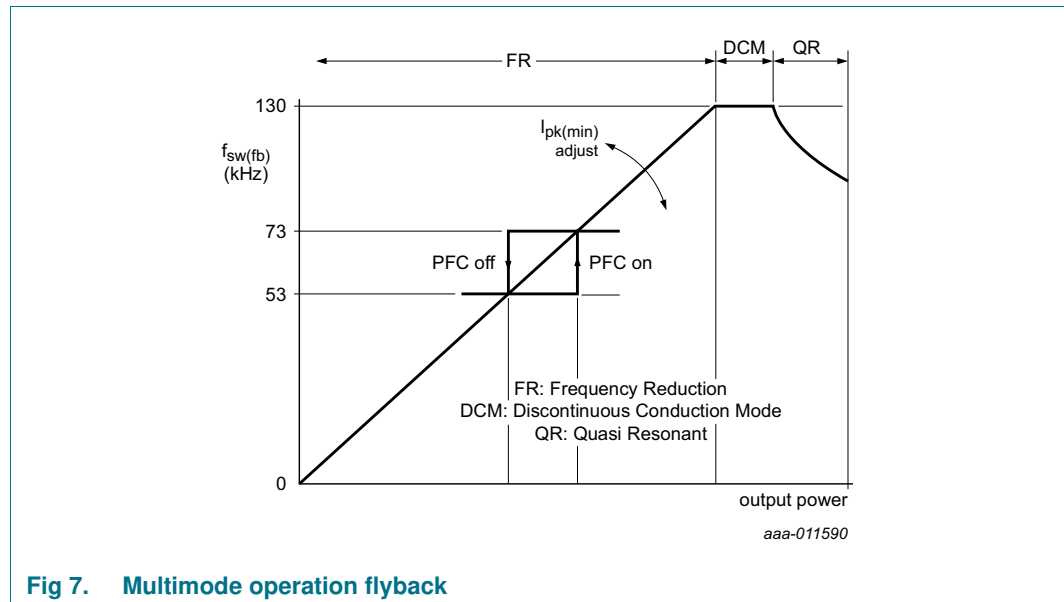 FR
DCM
QR
130
I_pk(min)
adjust
f_sw(fb)
(kHz)
73
PFC off
PFC on
53
FR: Frequency Reduction
DCM: Discontinuous Conduction Mode
QR: Quasi Resonant
0
output power
aaa-011590
Fig 7. Multimode operation flyback